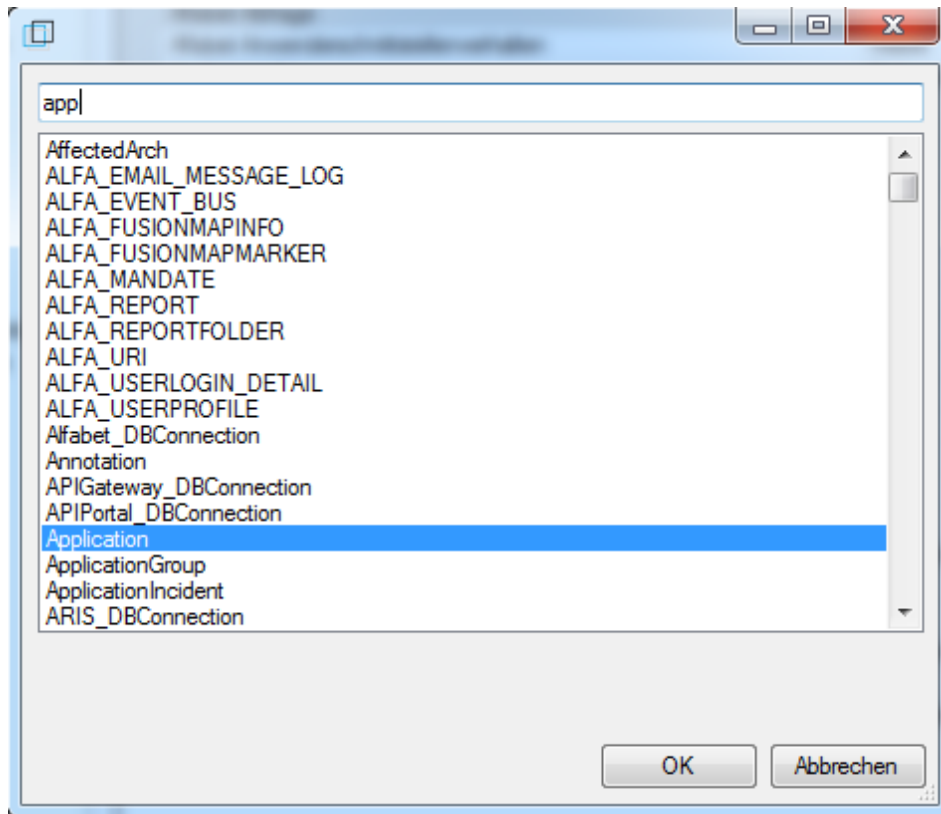 app
AffectedArch
ALFA_EMAIL_MESSAGE_LOG
ALFA_EVENT_BUS
ALFA_FUSIONMAPINFO
ALFA_FUSIONMAPMARKER
ALFA_MANDATE
ALFA_REPORT
ALFA_REPORTFOLDER
ALFA_URI
ALFA_USERLOGIN_DETAIL
ALFA_USERPROFILE
Alfabet_DBConnection
Annotation
APIGateway_DBConnection
APIPortal_DBConnection
Application
ApplicationGroup
ApplicationIncident
ARIS_DBConnection
OK Abbrechen